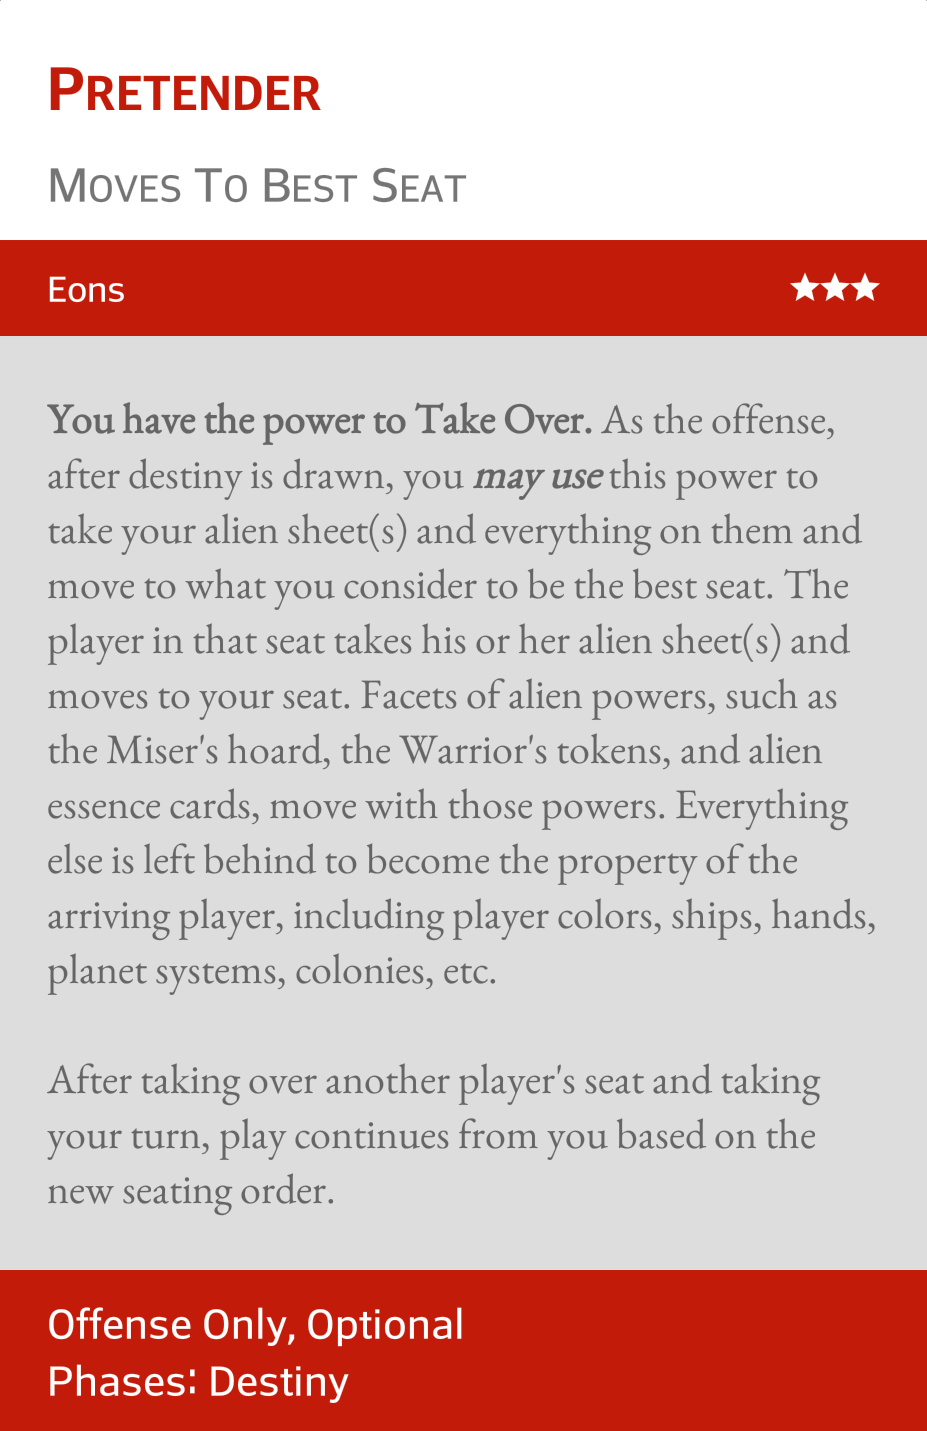 Pretender
Moves To Best Seat
Eons
You have the power to Take Over. As the offense,
after destiny is drawn, you may use this power to
take your alien sheet(s) and everything on them and
move to what you consider to be the best seat. The
player in that seat takes his or her alien sheet(s) and
moves to your seat. Facets of alien powers, such as
the Miser's hoard, the Warrior's tokens, and alien
essence cards, move with those powers. Everything
else is left behind to become the property of the
arriving player, including player colors, ships, hands,
planet systems, colonies, etc.
After taking over another player's seat and taking
your turn, play continues from you based on the
new seating order.
Offense Only, Optional
Phases: Destiny